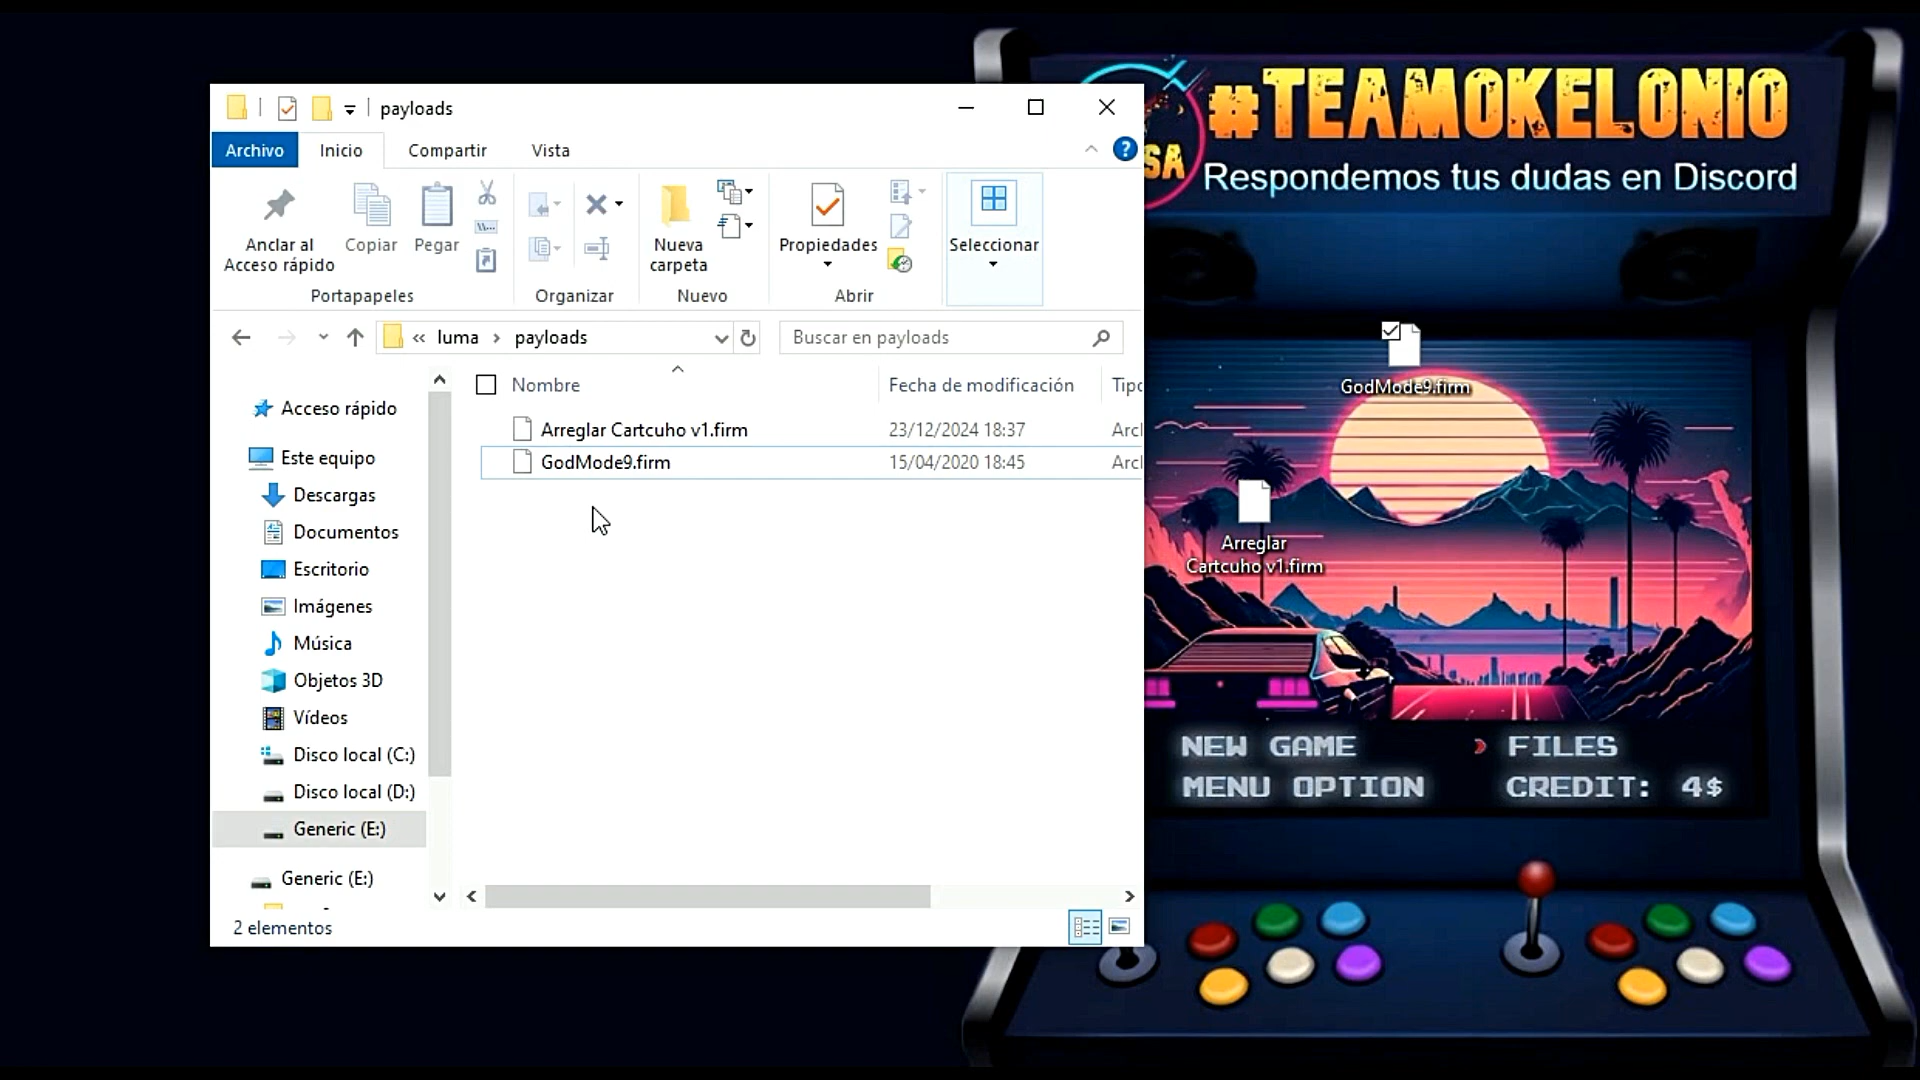 payloads
Archivo
Inicio
Compartir
Vista
Anclar al
Acceso rápido
Copiar
Pegar
Nueva
carpeta
Propiedades
Seleccionar
Portapapeles
Organizar
Nuevo
Abrir
« luma > payloads
Buscar en payloads
Acceso rápido
Este equipo
Descargas
Documentos
Escritorio
Imágenes
Música
Objetos 3D
Vídeos
Disco local (C:)
Disco local (D:)
Generic (E:)
Generic (E:)
Nombre
Fecha de modificación
Arreglar Cartcuho v1.firm
23/12/2024 18:37
GodMode9.firm
15/04/2020 18:45
2 elementos
#TEAMOKELONIO
SA
Respondemos tus dudas en Discord
GodMode9.firm
Arreglar
Cartcuho v1.firm
NEW GAME
FILES
MENU OPTION
CREDIT: 4$